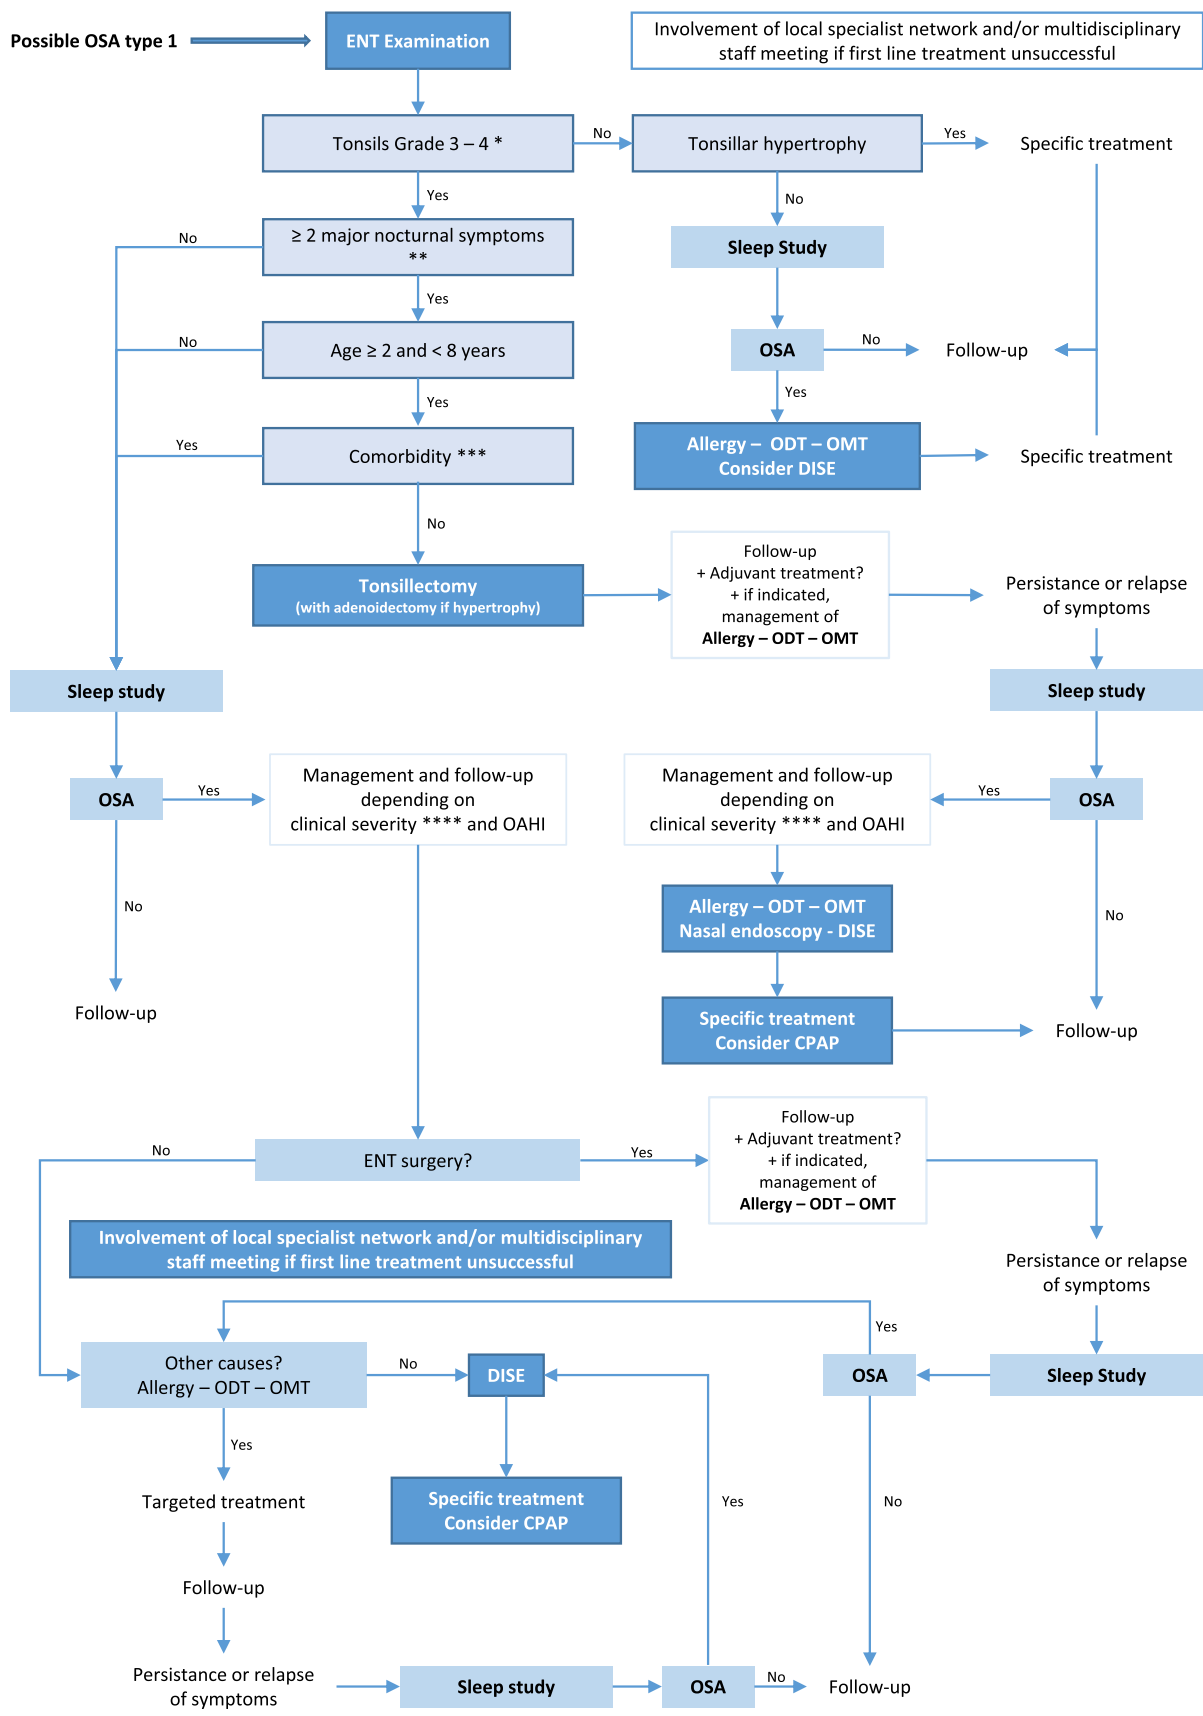 Possible OSA type 1
ENT Examination
Involvement of local specialist network and/or multidisciplinary
staff meeting if first line treatment unsuccessful
Tonsils Grade 3 – 4 *
No
Tonsillar hypertrophy
Yes
Specific treatment
Yes
No
≥ 2 major nocturnal symptoms
**
No
Sleep Study
Yes
Age ≥ 2 and < 8 years
No
OSA
No
Follow-up
Yes
Yes
Comorbidity ***
Yes
Allergy – ODT – OMT
Consider DISE
Specific treatment
No
Tonsillectomy
(with adenoidectomy if hypertrophy)
Follow-up
+ Adjuvant treatment?
+ if indicated,
management of
Allergy – ODT – OMT
Persistance or relapse
of symptoms
Sleep study
Sleep study
OSA
Yes
Management and follow-up
depending on
clinical severity **** and OAHI
Management and follow-up
depending on
clinical severity **** and OAHI
Yes
OSA
No
Allergy – ODT – OMT
Nasal endoscopy - DISE
No
Follow-up
Specific treatment
Consider CPAP
Follow-up
No
ENT surgery?
Yes
Follow-up
+ Adjuvant treatment?
+ if indicated,
management of
Allergy – ODT – OMT
Involvement of local specialist network and/or multidisciplinary
staff meeting if first line treatment unsuccessful
Persistance or relapse
of symptoms
Yes
Other causes?
Allergy – ODT – OMT
No
DISE
OSA
Sleep Study
Yes
Targeted treatment
Specific treatment
Consider CPAP
Yes
No
Follow-up
Persistance or relapse
of symptoms
Sleep study
OSA
No
Follow-up